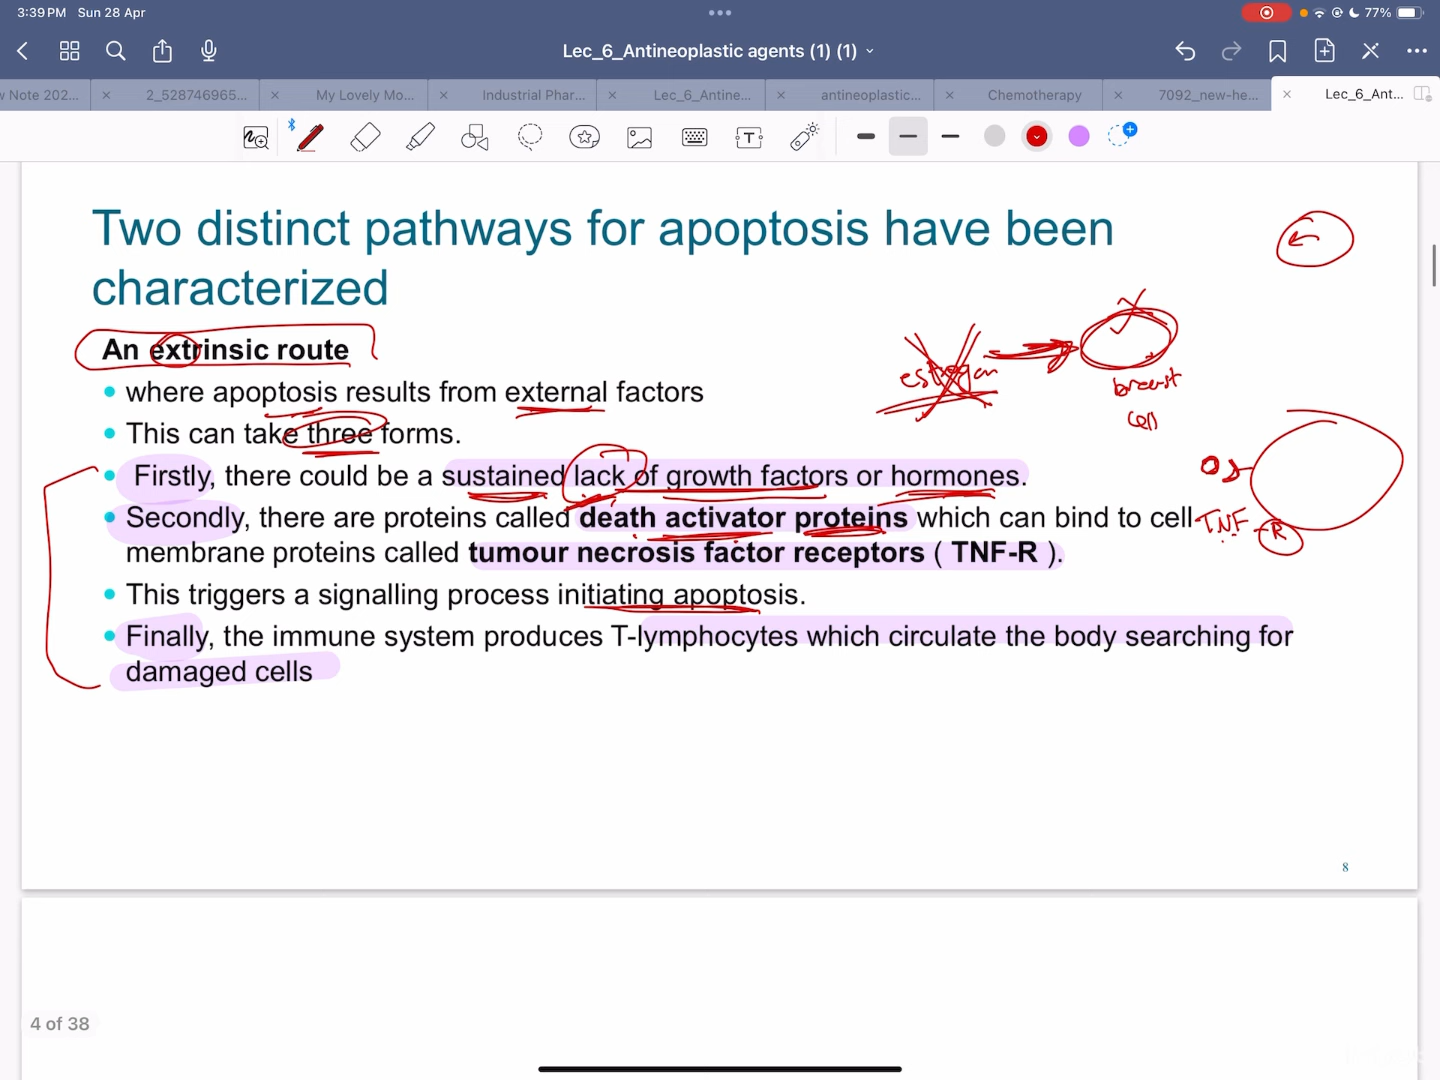 3:39 PM Sun 28 Apr
77%
Lec_6_Antineoplastic agents (1) (1)
w Note 202...
2_528746965...
My Lovely Mo...
Industrial Phar...
Lec_6_Antine...
antineoplastic...
Chemotherapy
7092_new-he...
Lec_6_Ant...
Two distinct pathways for apoptosis have been
characterized
An extrinsic route
where apoptosis results from external factors
This can take three forms.
Firstly, there could be a sustained lack of growth factors or hormones.
Secondly, there are proteins called death activator proteins which can bind to cell
membrane proteins called tumour necrosis factor receptors ( TNF-R ).
This triggers a signalling process initiating apoptosis.
Finally, the immune system produces T-lymphocytes which circulate the body searching for
damaged cells
estrogen
breast
cell
TNF -R
8
4 of 38